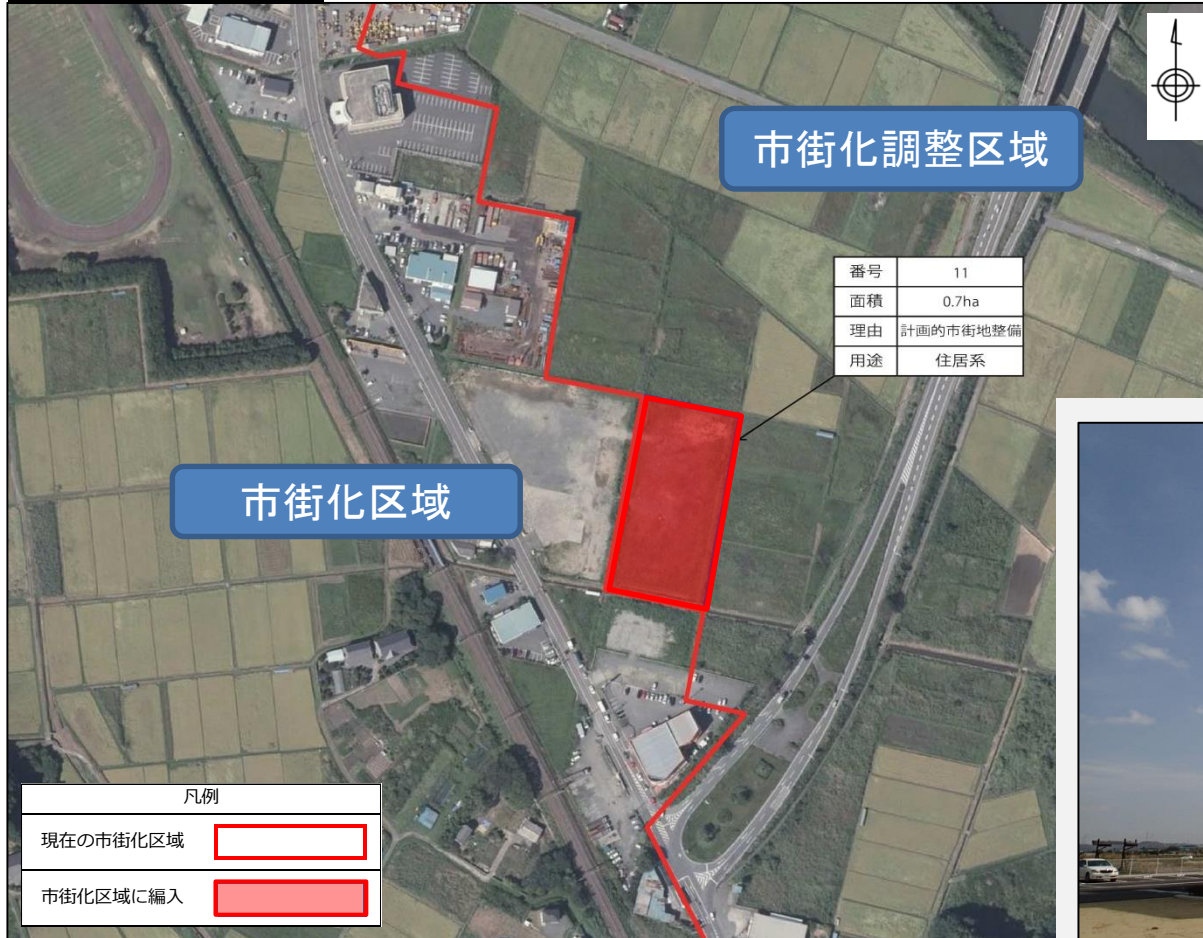 市街化調整区域
番号 11
面積 0.7ha
理由 計画的市街地整備
用途 住居系
市街化区域
凡例
現在の市街化区域
市街化区域に編入